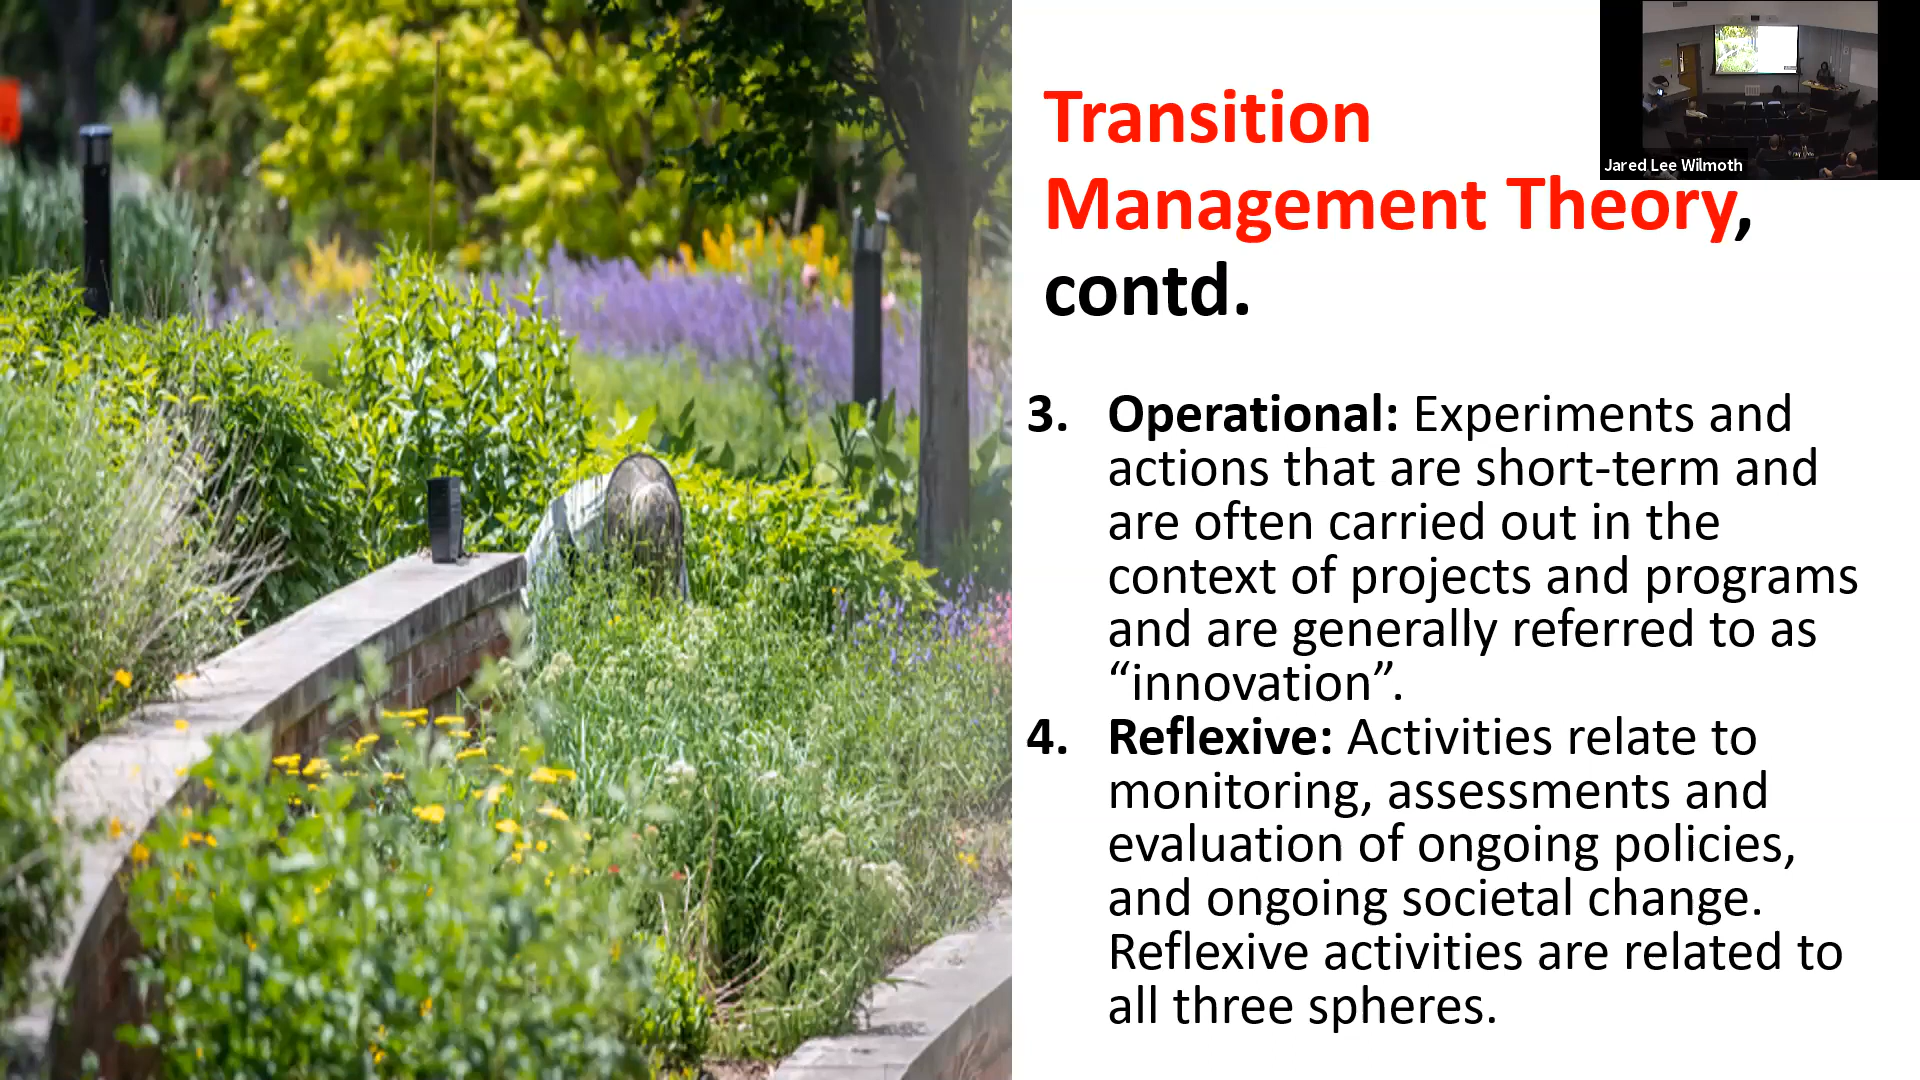 Transition
Management Theory,
contd.
Jared Lee Wilmoth
3. Operational: Experiments and
actions that are short-term and
are often carried out in the
context of projects and programs
and are generally referred to as
“innovation”.
4. Reflexive: Activities relate to
monitoring, assessments and
evaluation of ongoing policies,
and ongoing societal change.
Reflexive activities are related to
all three spheres.